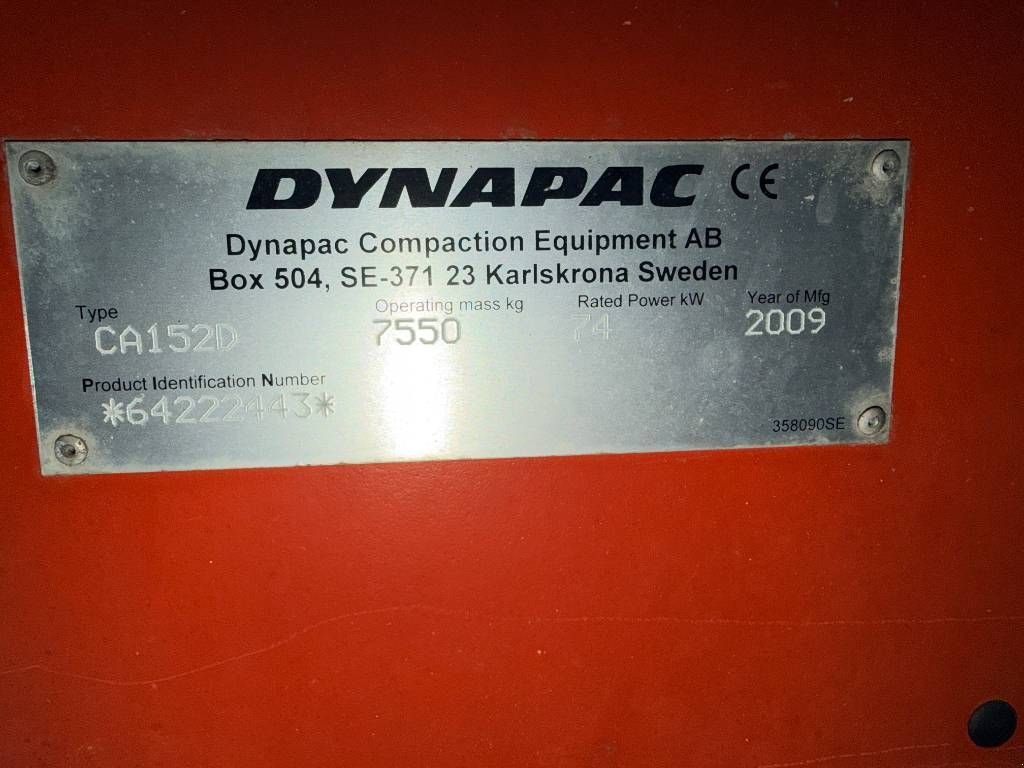 DYNAPAC CE
Dynapac Compaction Equipment AB
Box 504, SE-371 23 Karlskrona Sweden
Type Operating mass kg Rated Power kW Year of Mfg
CA152D 7550 74 2009
Product Identification Number
*64222443*
358090SE